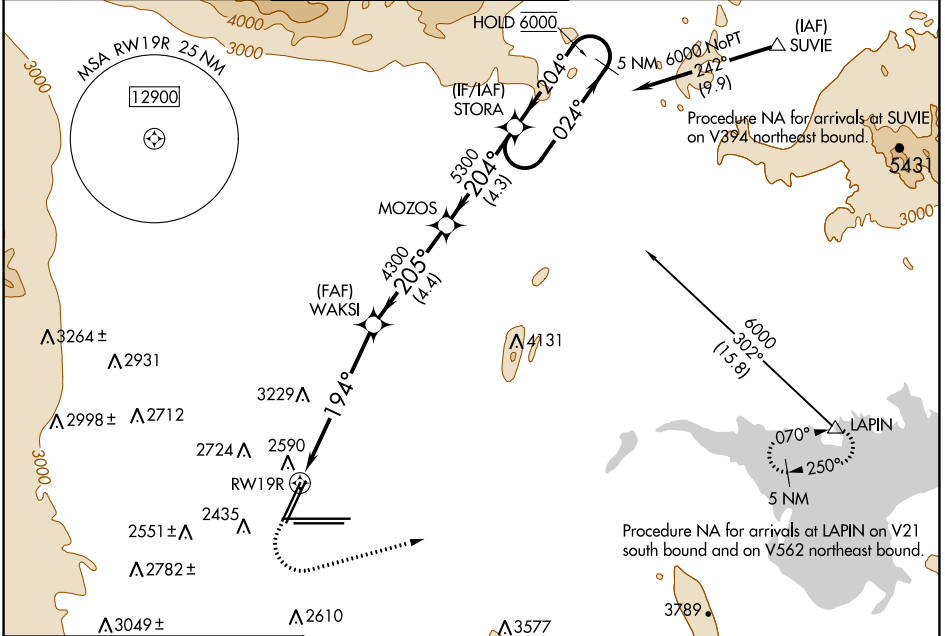 4000
3000
3000
MSA RW19R 25 NM
12900
HOLD 6000
204°
024°
5 NM
6000 NoPT
242°
(9.9)
(IAF)
SUVIE
(IF/IAF)
STORA
Procedure NA for arrivals at SUVIE
on V394 northeast bound.
5431
3000
5300
204°
(4.3)
MOZOS
4300
205°
(4.4)
(FAF)
WAKSI
3264 ±
2931
4131
6000
302°
(15.8)
194°
3229
2998 ±
2712
LAPIN
070°
250°
5 NM
2724
2590
3000
RW19R
2435
2551 ±
Procedure NA for arrivals at LAPIN on V21
south bound and on V562 northeast bound.
2782 ±
3789
2610
3049 ±
3577